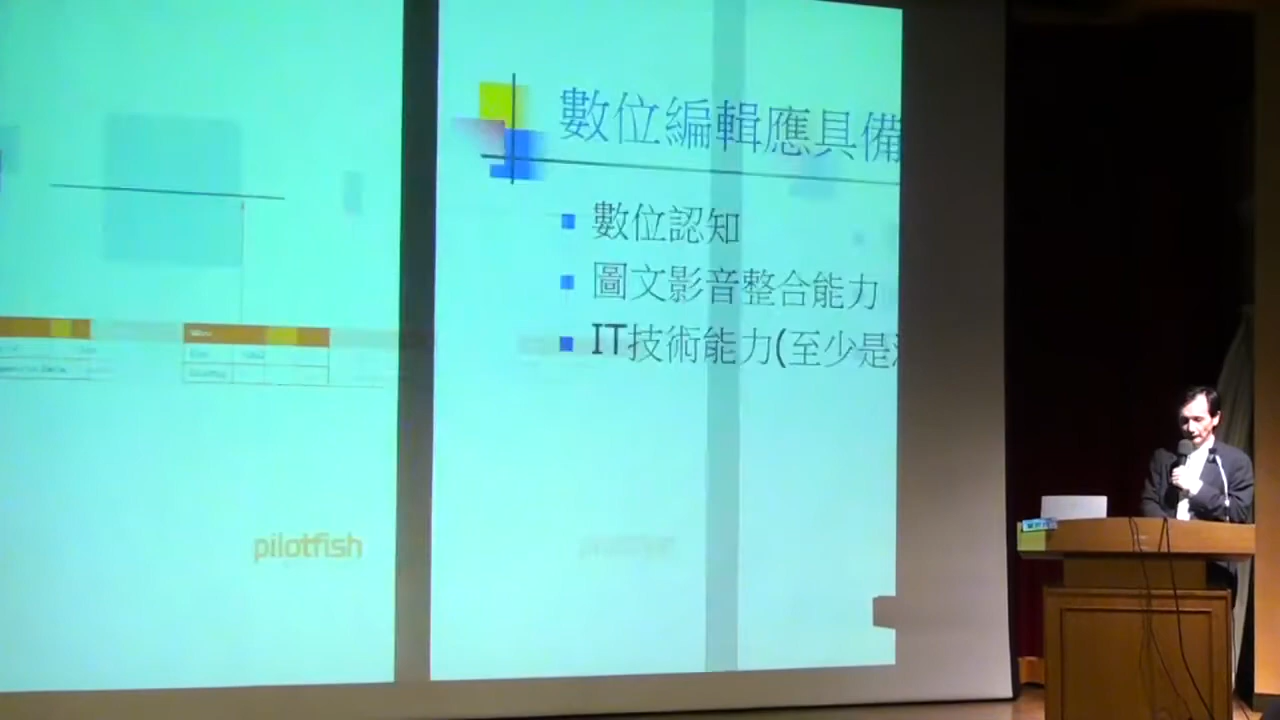 數位編輯應具備
數位認知
圖文影音整合能力
IT技術能力(至少是
pilotfish